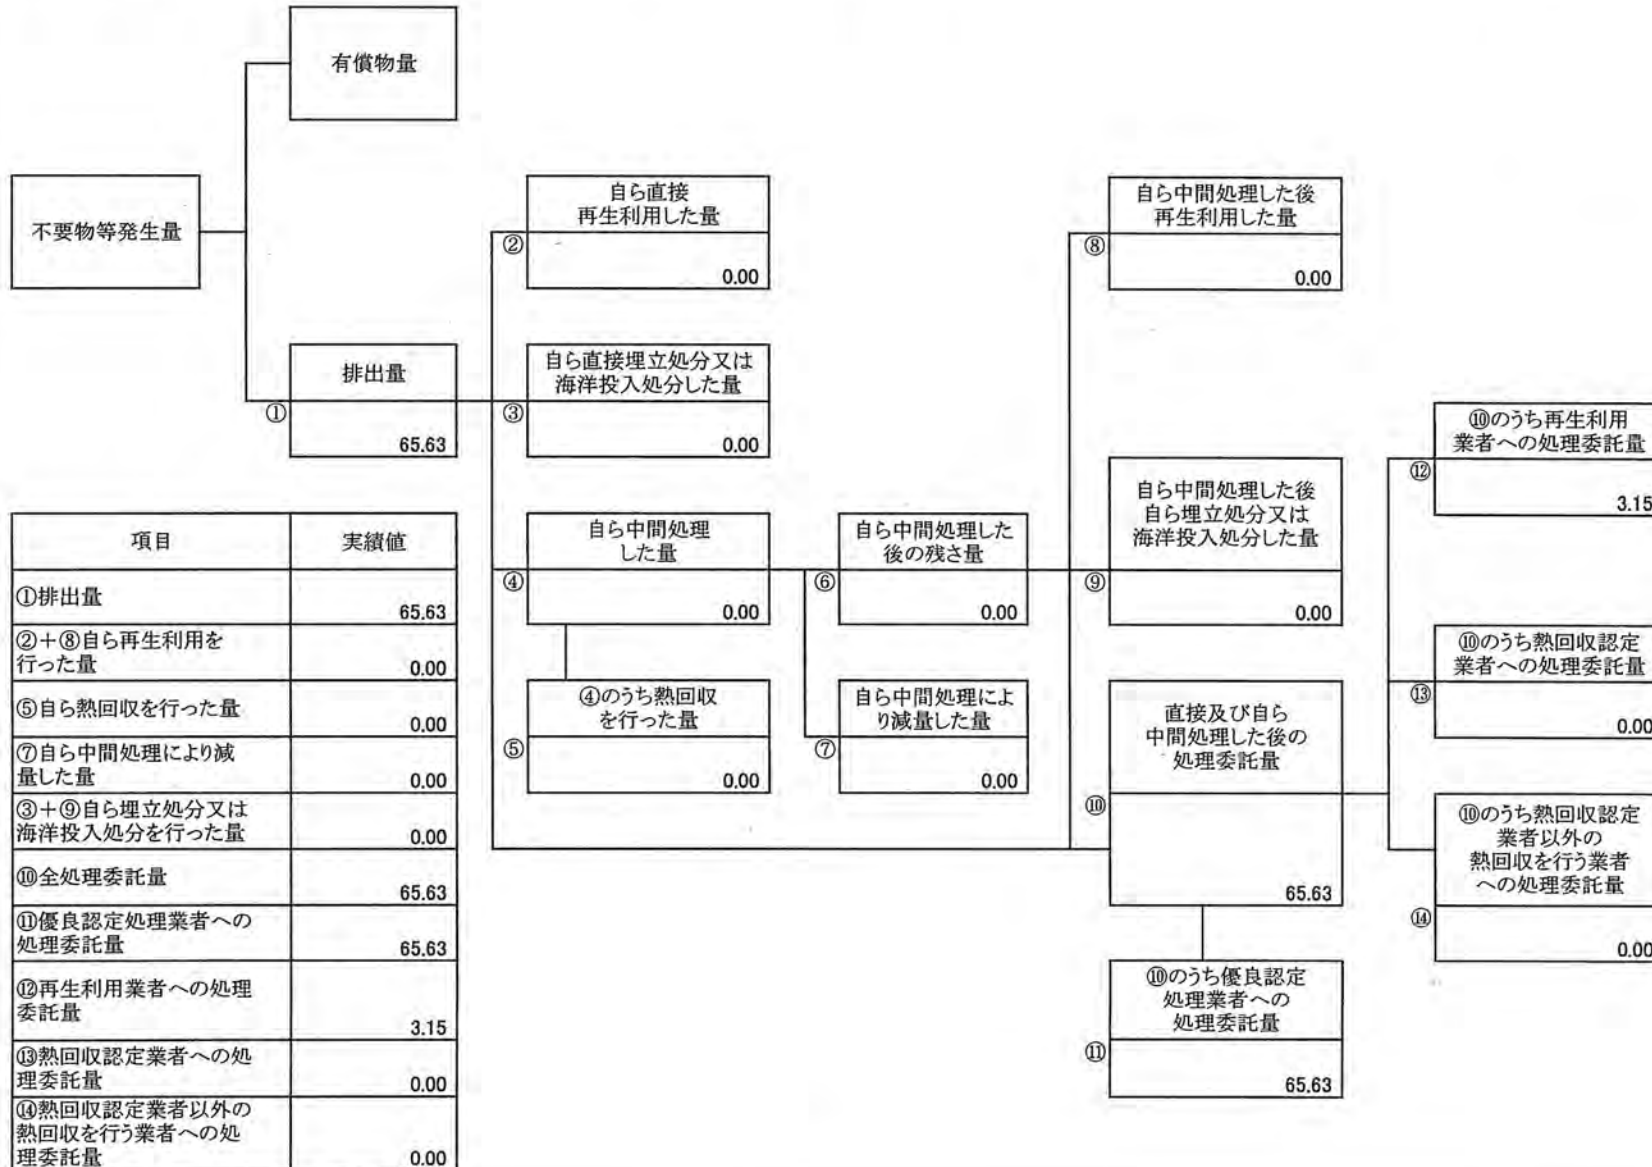 有償物量
不要物等発生量
自ら直接
再生利用した量
②
0.00
自ら中間処理した後
再生利用した量
⑧
0.00
排出量
①
65.63
自ら直接埋立処分又は
海洋投入処分した量
③
0.00
⑩のうち再生利用
業者への処理委託量
⑫
3.15
自ら中間処理
した量
④
0.00
自ら中間処理した
後の残さ量
⑥
0.00
自ら中間処理した後
自ら埋立処分又は
海洋投入処分した量
⑨
0.00
⑩のうち熱回収認定
業者への処理委託量
⑬
0.00
④のうち熱回収
を行った量
⑤
0.00
自ら中間処理によ
り減量した量
⑦
0.00
直接及び自ら
中間処理した後の
処理委託量
⑩
65.63
⑩のうち熱回収認定
業者以外の
熱回収を行う業者
への処理委託量
⑭
0.00
⑩のうち優良認定
処理業者への
処理委託量
⑪
65.63
項目 実績値
①排出量
65.63
②+⑧自ら再生利用を
行った量 0.00
⑤自ら熱回収を行った量
0.00
⑦自ら中間処理により減
量した量 0.00
③+⑨自ら埋立処分又は
海洋投入処分を行った量 0.00
⑩全処理委託量
65.63
⑪優良認定処理業者への
処理委託量 65.63
⑫再生利用業者への処理
委託量
3.15
⑬熱回収認定業者への処
理委託量 0.00
⑭熱回収認定業者以外の
熱回収を行う業者への処
理委託量 0.00